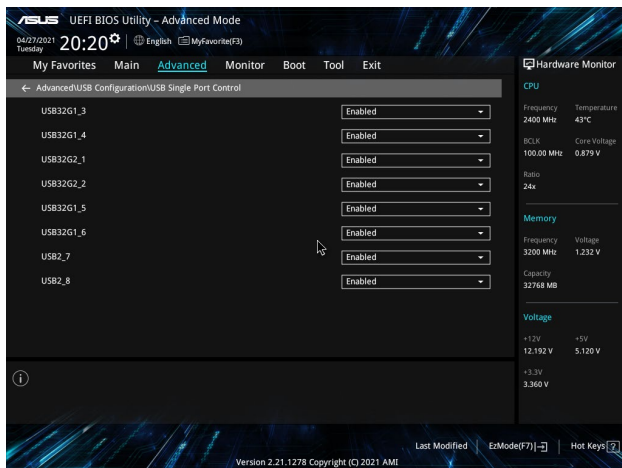 ASUS UEFI BIOS Utility – Advanced Mode
04/27/2021 Tuesday 20:20 English MyFavorite(F3)
My Favorites Main Advanced Monitor Boot Tool Exit
← Advanced\USB Configuration\USB Single Port Control
USB32G1_3 Enabled
USB32G1_4 Enabled
USB32G2_1 Enabled
USB32G2_2 Enabled
USB32G1_5 Enabled
USB32G1_6 Enabled
USB2_7 Enabled
USB2_8 Enabled
Hardware Monitor
CPU
Frequency Temperature
2400 MHz 43°C
BCLK Core Voltage
100.00 MHz 0.879 V
Ratio
24x
Memory
Frequency Voltage
3200 MHz 1.232 V
Capacity
32768 MB
Voltage
+12V +5V
12.192 V 5.120 V
+3.3V
3.360 V
Last Modified EzMode(F7) Hot Keys ?
Version 2.21.1278 Copyright (C) 2021 AMI